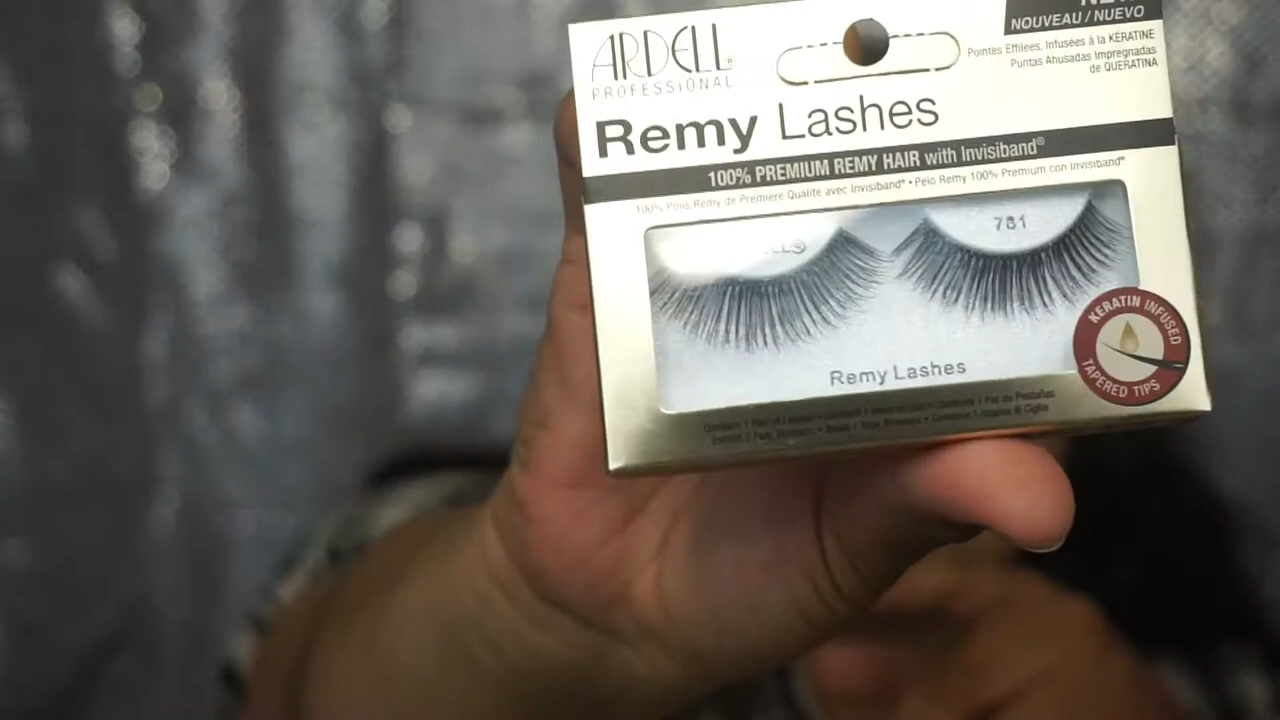 ARDELL
PROFESSIONAL
NOUVEAU / NUEVO
Pointes Effilées, Infusées à la KÉRATINE
Puntas Ahusadas Impregnadas
de QUERATINA
Remy Lashes
100% PREMIUM REMY HAIR with Invisiband®
100% Poils Remy de Première Qualité avec Invisiband® • Pelo Remy 100% Premium con Invisiband®
781
Remy Lashes
KERATIN INFUSED
TAPERED TIPS